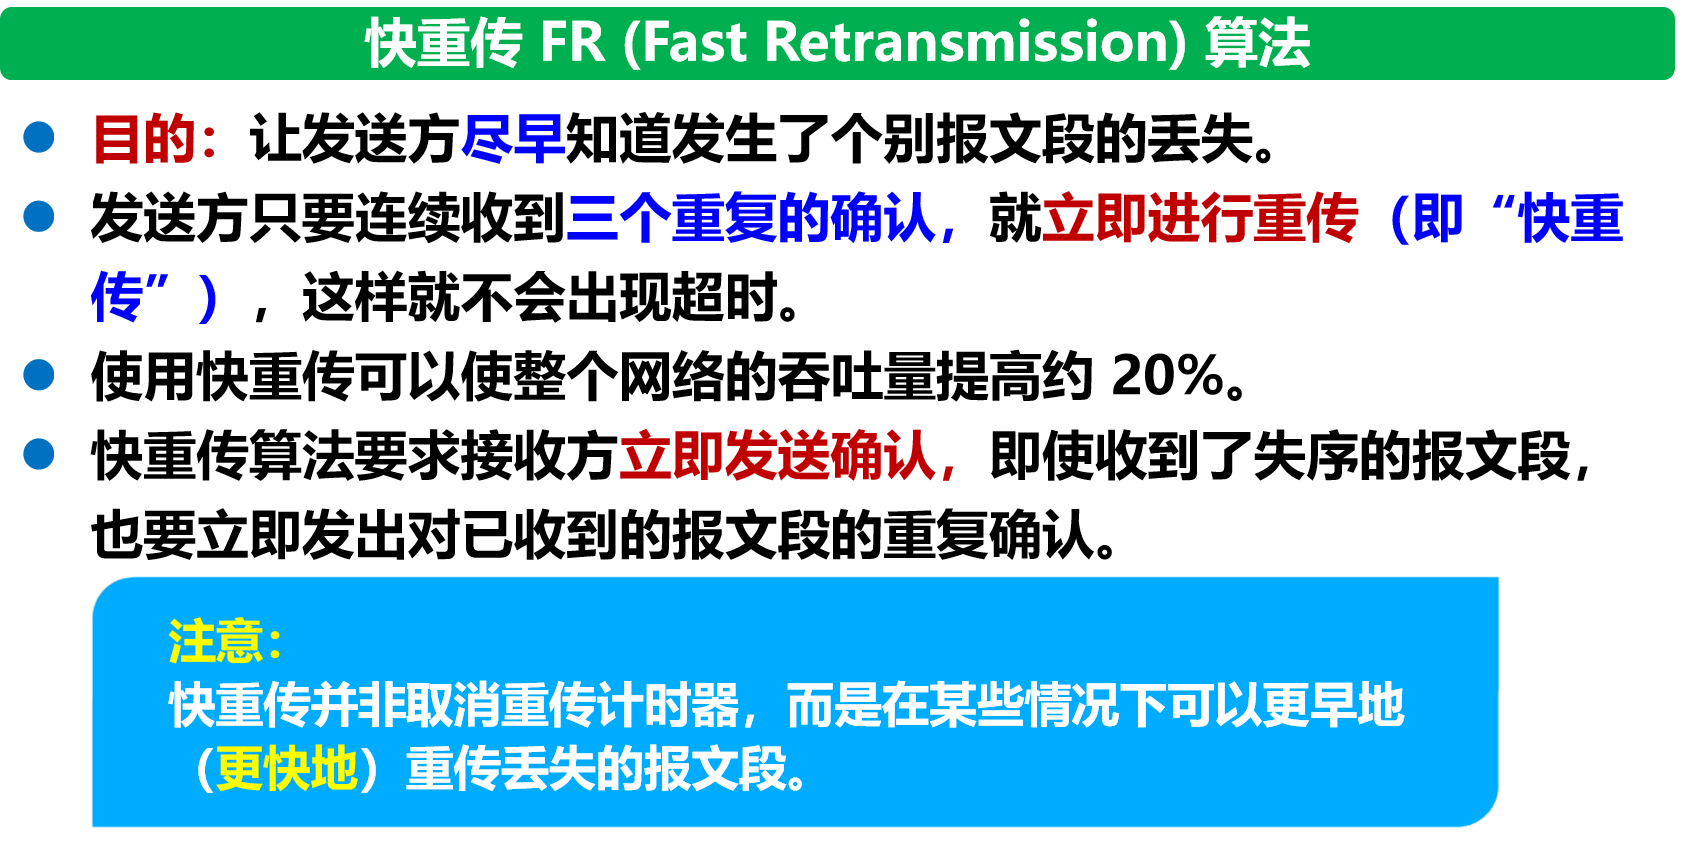 快重传 FR (Fast Retransmission) 算法
目的：让发送方尽早知道发生了个别报文段的丢失。
发送方只要连续收到三个重复的确认，就立即进行重传（即“快重
传”），这样就不会出现超时。
使用快重传可以使整个网络的吞吐量提高约 20%。
快重传算法要求接收方立即发送确认，即使收到了失序的报文段，
也要立即发出对已收到的报文段的重复确认。
注意：
快重传并非取消重传计时器，而是在某些情况下可以更早地
（更快地）重传丢失的报文段。